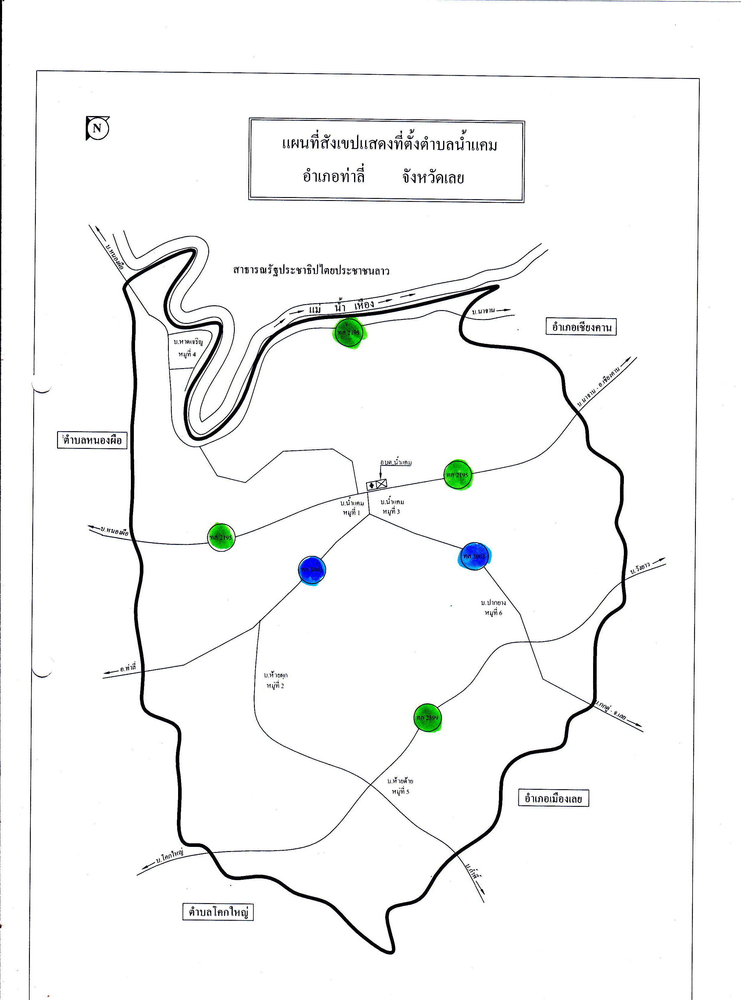 N
แผนที่สังเขปแสดงที่ตั้งตำบลน้ำแคม
อำเภอท่าลี่ จังหวัดเลย
บ.หนองผือ
สาธารณรัฐประชาธิปไตยประชาชนลาว
แม่ น้ำ เหือง
บ.นาจาน
อำเภอเชียงคาน
ทล 2195
บ.หาดเจริญ
หมู่ที่ 4
บ.นาจาน - อ.เชียงคาน
ตำบลหนองผือ
อบต.น้ำแคม
ทล 2195
บ.น้ำแคม
หมู่ที่ 1
บ.น้ำแคม
หมู่ที่ 3
บ.หนองผือ
ทล 2195
ทล 3003
ทล 3003
บ.วังยาว
บ.ปากยาง
หมู่ที่ 6
อ.ท่าลี่
บ.ห้วยผุก
หมู่ที่ 2
บ.กกดู่ - จ.เลย
ทล 2399
บ.ห้วยด้าย
หมู่ที่ 5
อำเภอเมืองเลย
บ.โคกใหญ่
บ.ก้ำพี้
ตำบลโคกใหญ่